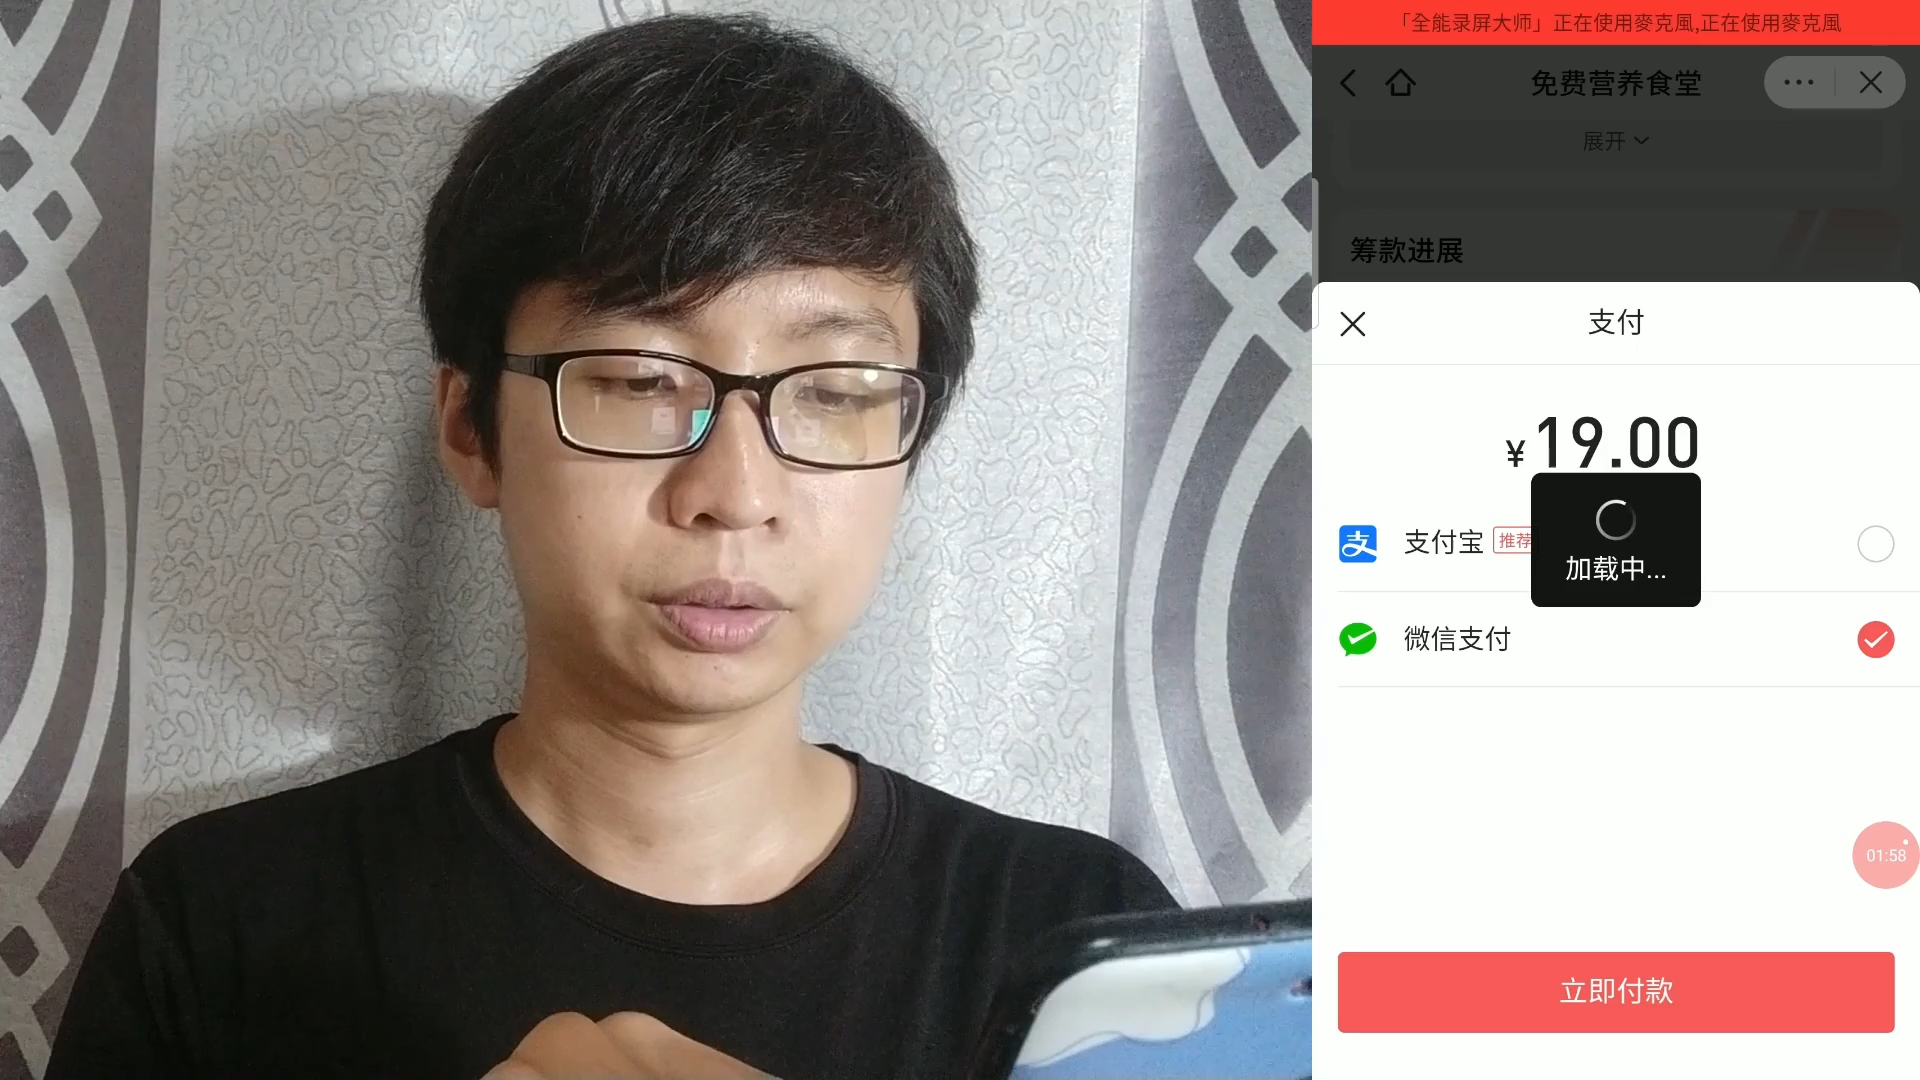 「全能录屏大师」正在使用麥克風,正在使用麥克風
免费营养食堂
展开
筹款进展
支付
¥19.00
支付宝 推荐
加载中...
微信支付
01:58
立即付款